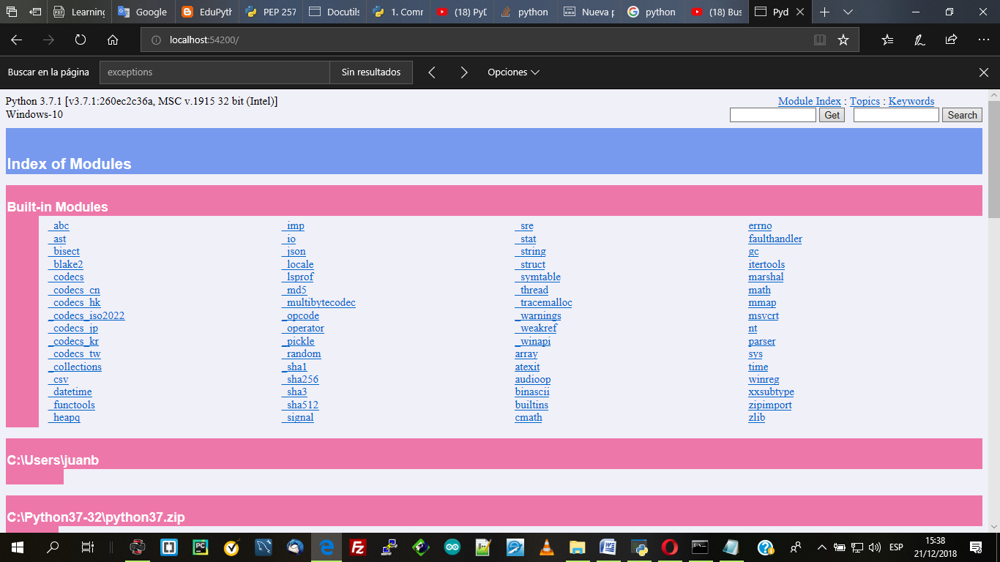 Learning Google EduPyth PEP 257 Docutils 1. Comm (18) PyD python Nueva p python (18) Bus Pyd
localhost:54200/
Buscar en la página exceptions Sin resultados Opciones
Python 3.7.1 [v3.7.1:260ec2c36a, MSC v.1915 32 bit (Intel)]
Windows-10
Module Index : Topics : Keywords
Get Search
Index of Modules
Built-in Modules
_abc _imp _sre errno
_ast _io _stat faulthandler
_bisect _json _string gc
_blake2 _locale _struct itertools
_codecs _lsprof _symtable marshal
_codecs_cn _md5 _thread math
_codecs_hk _multibytecodec _tracemalloc mmap
_codecs_iso2022 _opcode _warnings msvcrt
_codecs_jp _operator _weakref nt
_codecs_kr _pickle _winapi parser
_codecs_tw _random array sys
_collections _sha1 atexit time
_csv _sha256 audioop winreg
_datetime _sha3 binascii xxsubtype
_functools _sha512 builtins zipimport
_heapq _signal cmath zlib
C:\Users\juanb
C:\Python37-32\python37.zip
ESP
15:38
21/12/2018